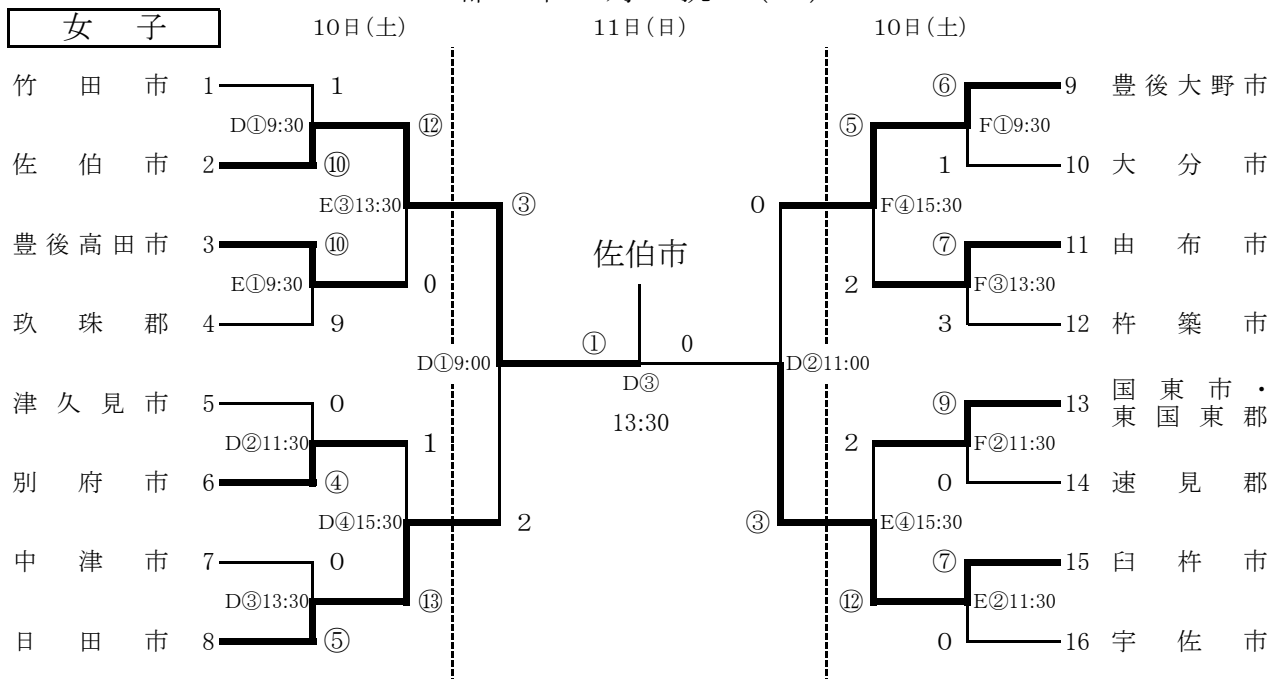 女 子
10日(土) 11日(日) 10日(土)
竹田市 1 1
D①9:30
佐伯市 2 ⑩
⑫
E③13:30
豊後高田市 3 ⑩
E①9:30
0
玖珠郡 4 9
③
D①9:00
津久見市 5 0
D②11:30
1
別府市 6 ④
D④15:30
2
中津市 7 0
D③13:30
⑬
日田市 8 ⑤
佐伯市
① 0
D③
13:30
⑥ 9 豊後大野市
⑤
F①9:30
1 10 大分市
0
F④15:30
⑦ 11 由布市
2
F③13:30
3 12 杵築市
D②11:00
⑨ 13 国東市・
東国東郡
2
F②11:30
0 14 速見郡
③
E④15:30
⑦ 15 臼杵市
⑫
E②11:30
0 16 宇佐市